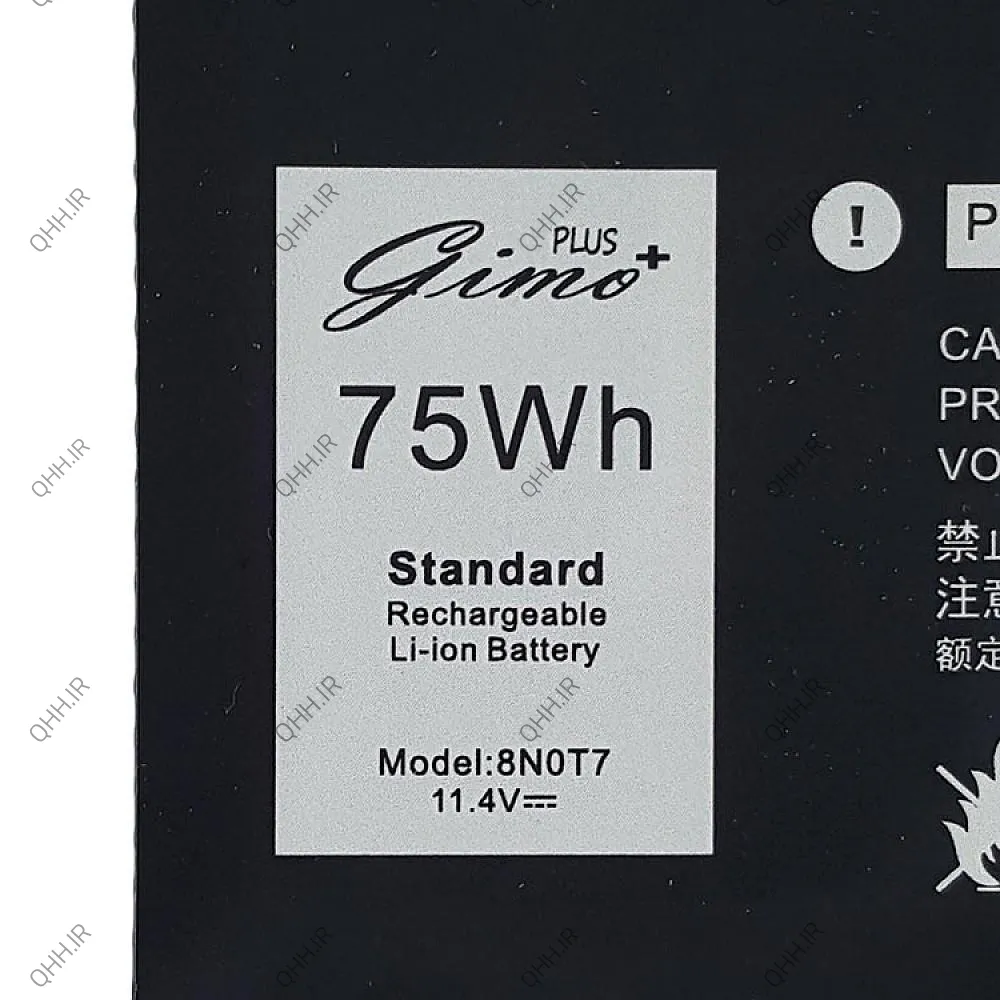 Gimo PLUS +
75Wh
Standard
Rechargeable
Li-ion Battery
Model:8N0T7
11.4V⎓
!
P
CA
PR
VO
禁止
注意
额定
QHH.IR